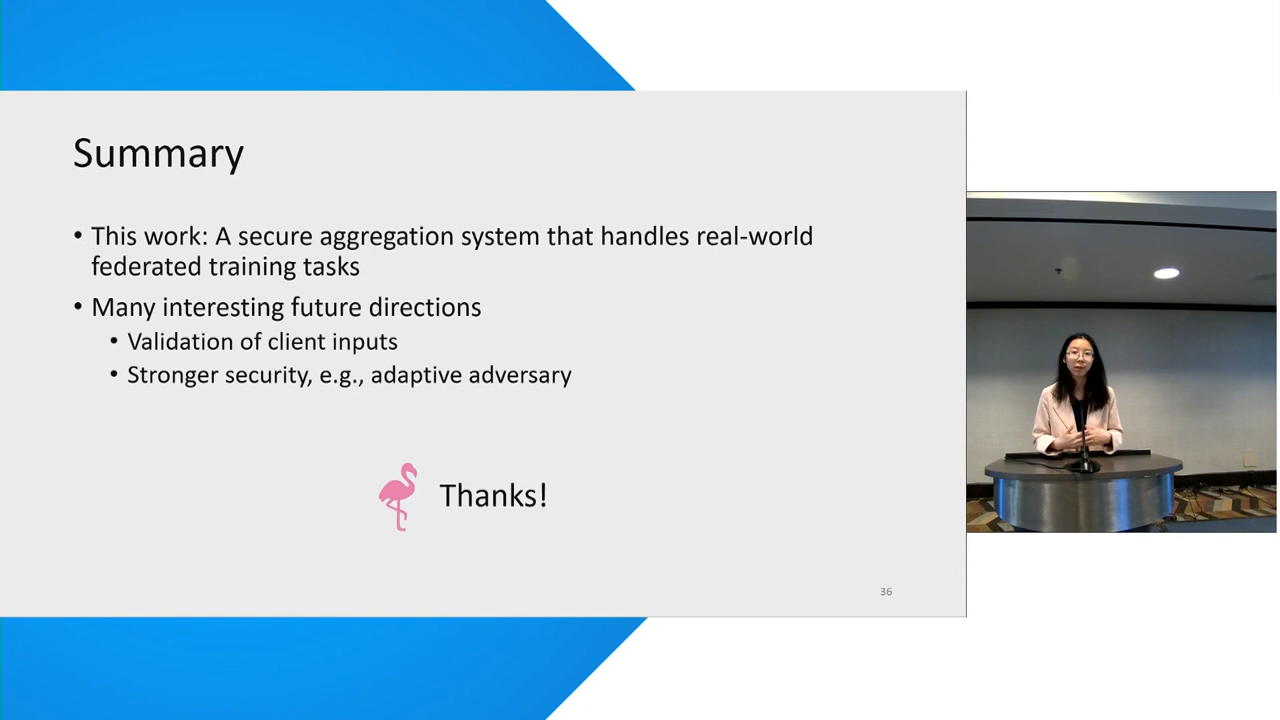 Summary
• This work: A secure aggregation system that handles real-world
federated training tasks
• Many interesting future directions
• Validation of client inputs
• Stronger security, e.g., adaptive adversary
Thanks!
36